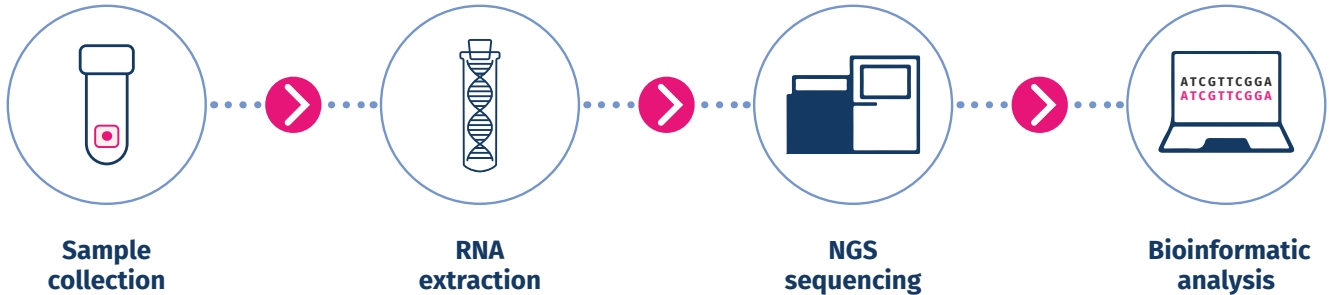 ATCGTTCGGA
ATCGTTCGGA
Sample
collection
RNA
extraction
NGS
sequencing
Bioinformatic
analysis